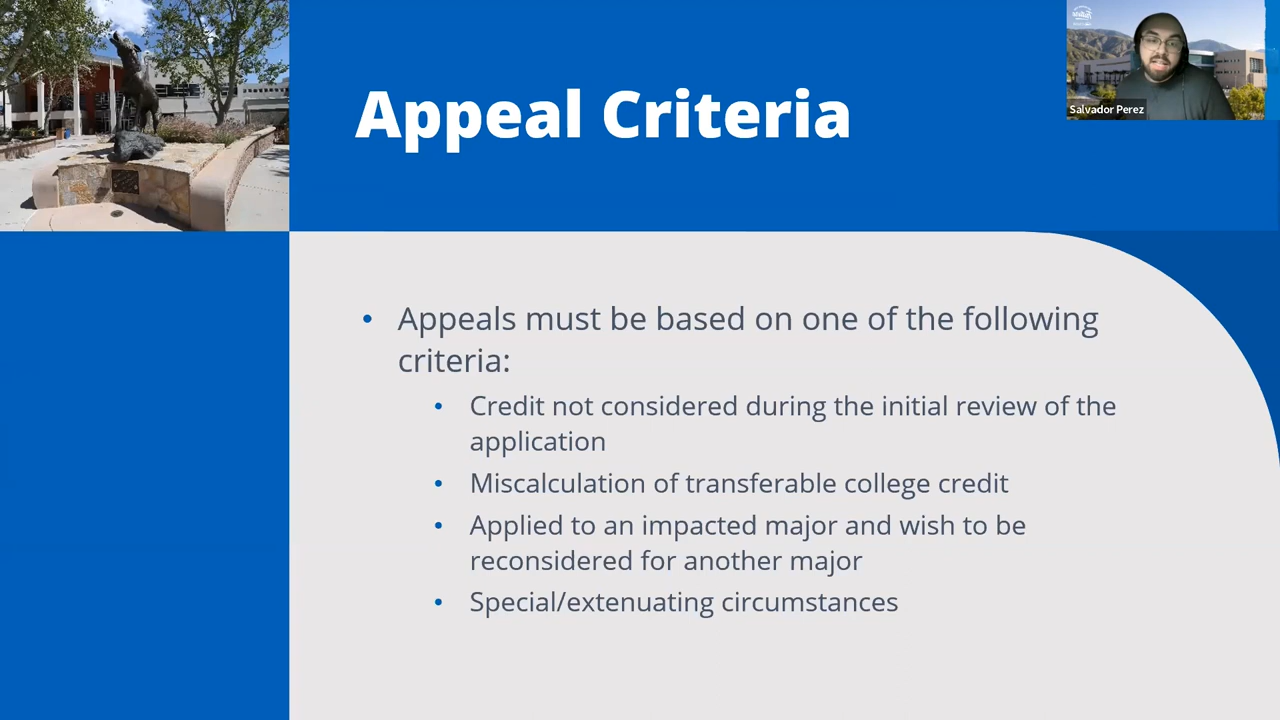 Appeal Criteria
Salvador Perez
Appeals must be based on one of the following
criteria:
Credit not considered during the initial review of the
application
Miscalculation of transferable college credit
Applied to an impacted major and wish to be
reconsidered for another major
Special/extenuating circumstances